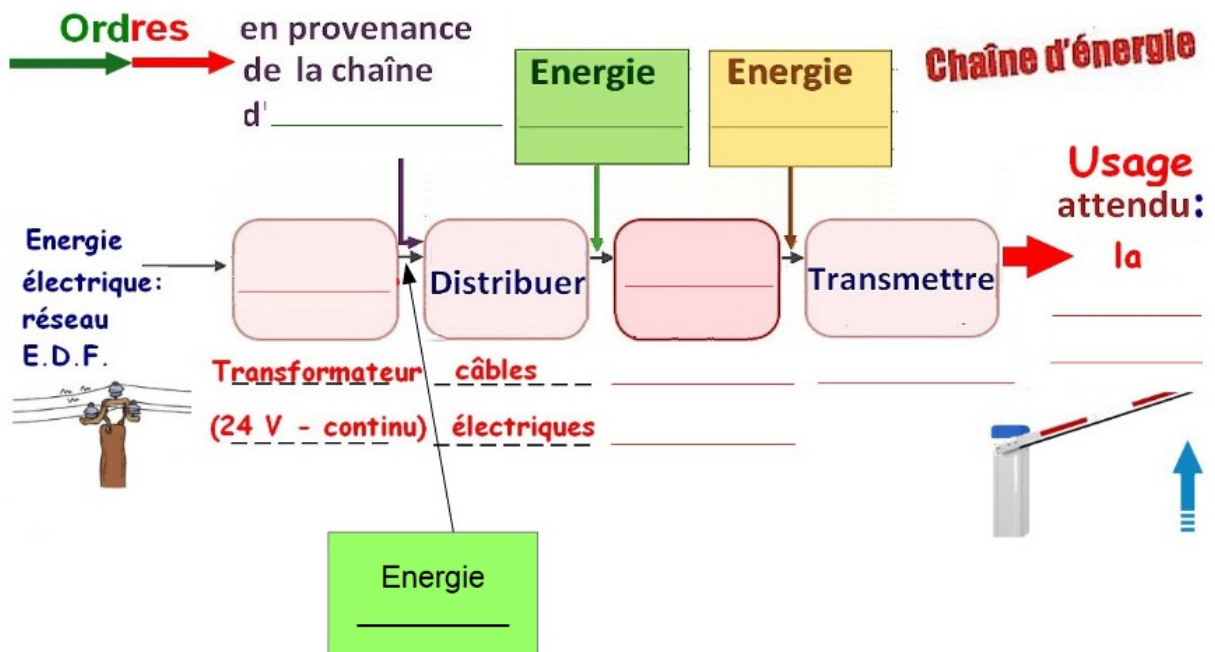 Ordres
en provenance
de la chaîne
d'
Energie
Energie
Chaîne d'énergie
Usage
attendu:
la
Energie
électrique:
réseau
E.D.F.
Distribuer
Transmettre
Transformateur
câbles
(24 V - continu)
électriques
Energie